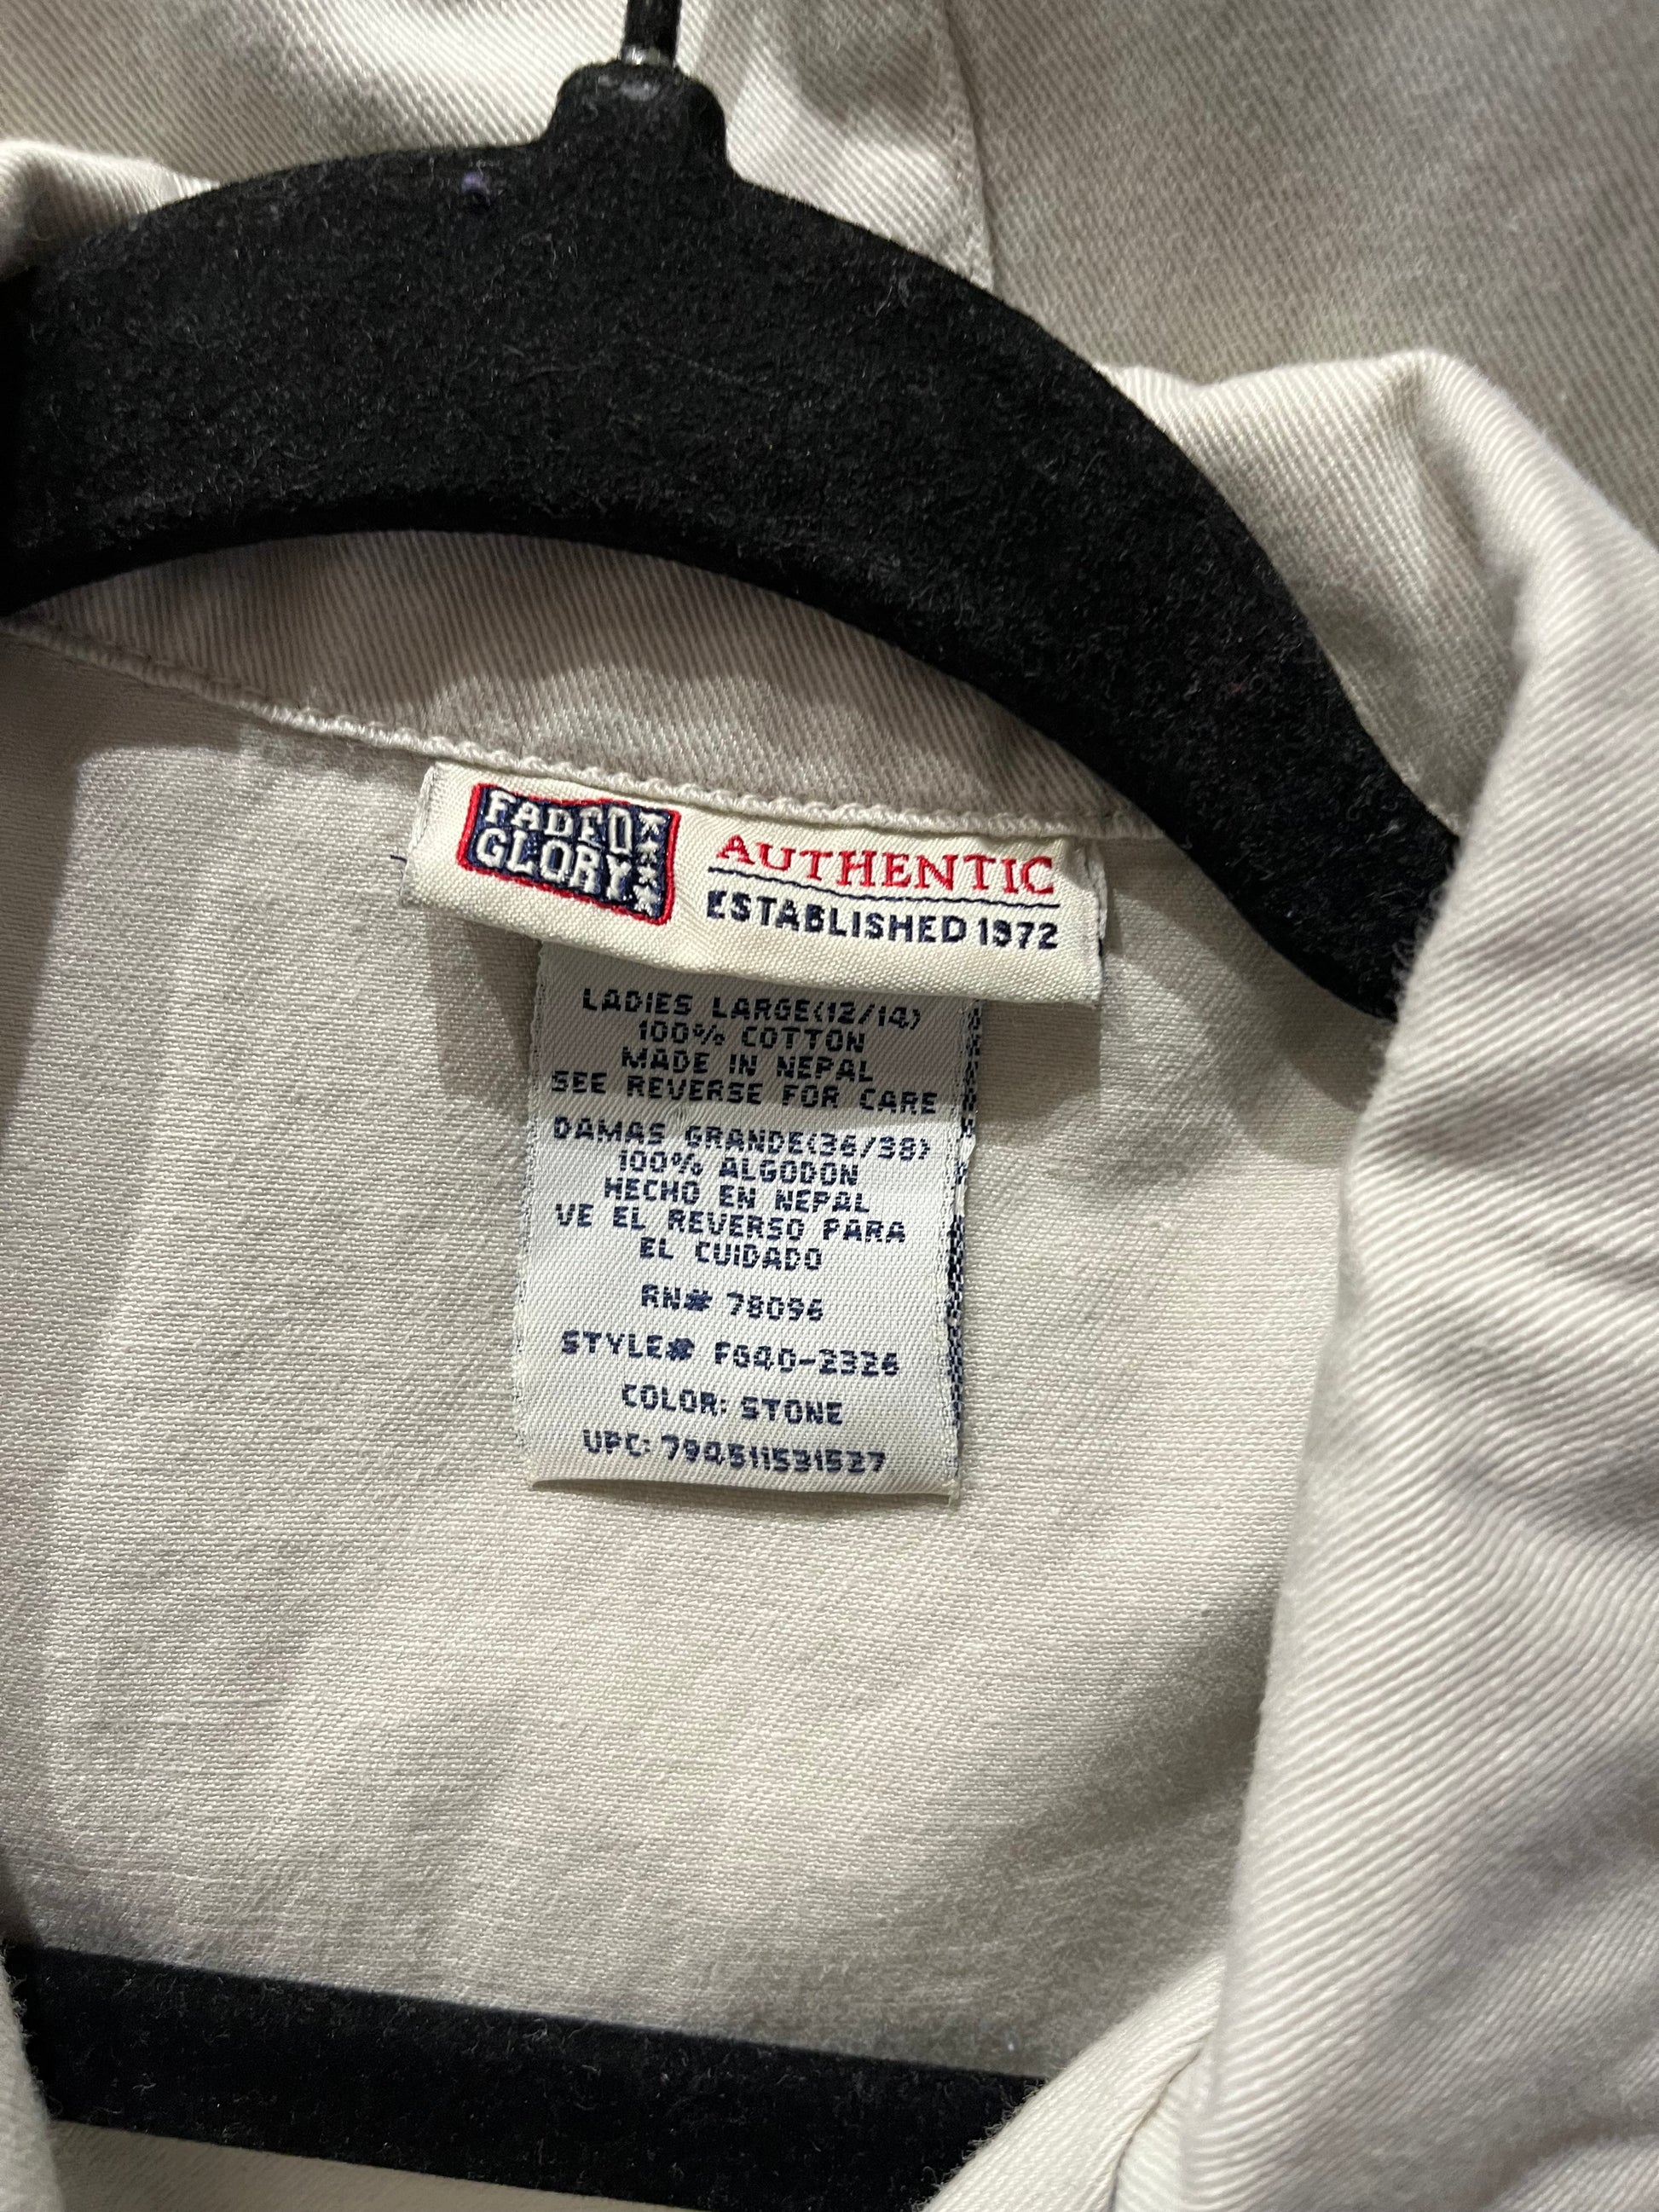 FADED
GLORY
AUTHENTIC
ESTABLISHED 1972
LADIES LARGE(12/14)
100% COTTON
MADE IN NEPAL
SEE REVERSE FOR CARE
DAMAS GRANDE(36/38)
100% ALGODON
HECHO EN NEPAL
VE EL REVERSO PARA
EL CUIDADO
RN# 78096
STYLE# FG40-2326
COLOR: STONE
UPC: 794511531527